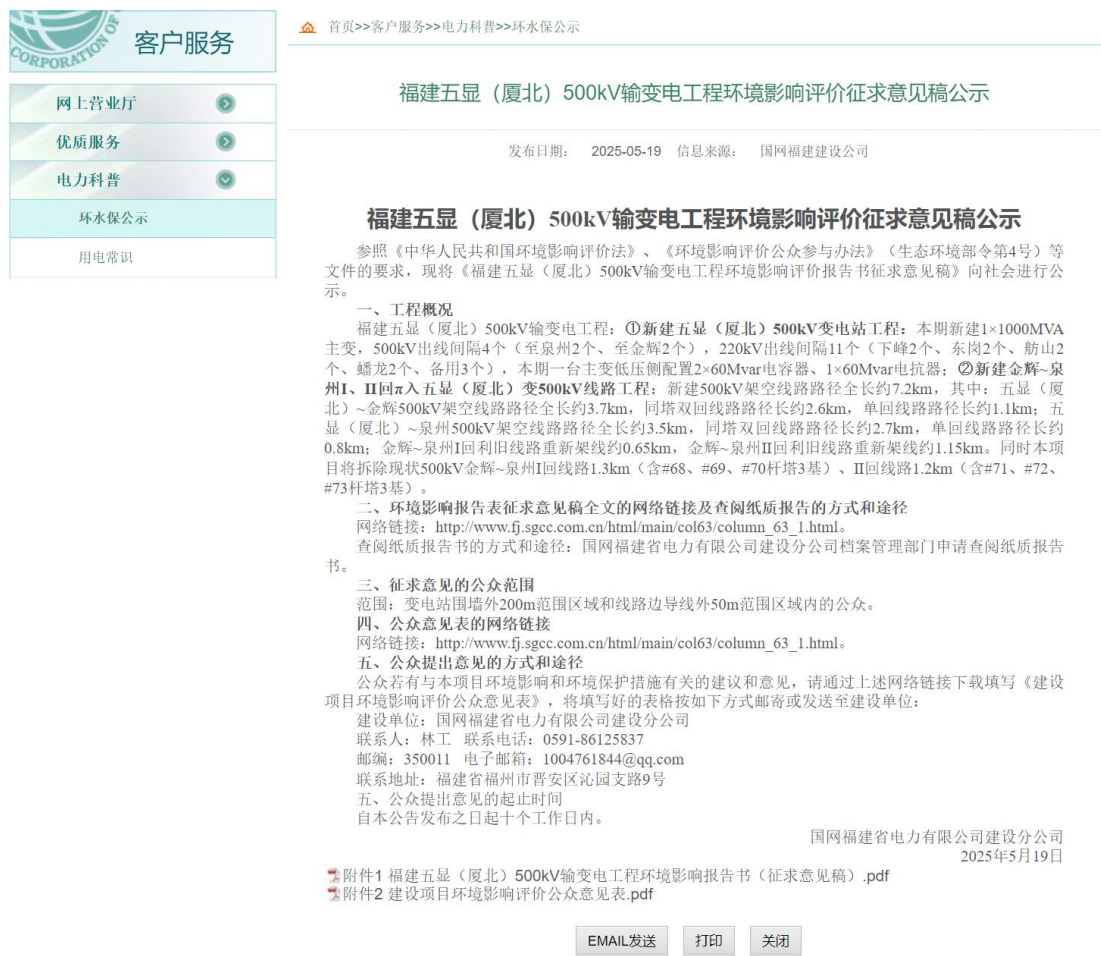 CORPORATION OF
客户服务
首页>>客户服务>>电力科普>>环水保公示
网上营业厅
优质服务
电力科普
环水保公示
用电常识
福建五显（厦北）500kV输变电工程环境影响评价征求意见稿公示
发布日期： 2025-05-19 信息来源： 国网福建建设公司
福建五显（厦北）500kV输变电工程环境影响评价征求意见稿公示
参照《中华人民共和国环境影响评价法》、《环境影响评价公众参与办法》（生态环境部令第4号）等
文件的要求，现将《福建五显（厦北）500kV输变电工程环境影响评价报告书征求意见稿》向社会进行公
示。
一、工程概况
福建五显（厦北）500kV输变电工程：①新建五显（厦北）500kV变电站工程：本期新建1×1000MVA
主变，500kV出线间隔4个（至泉州2个、至金辉2个），220kV出线间隔11个（下峰2个、东岗2个、舫山2
个、蟠龙2个、备用3个），本期一台主变低压侧配置2×60Mvar电容器、1×60Mvar电抗器；②新建金辉~泉
州I、II回π入五显（厦北）变500kV线路工程：新建500kV架空线路路径全长约7.2km，其中：五显（厦
北）~金辉500kV架空线路路径全长约3.7km，同塔双回线路路径长约2.6km，单回线路路径长约1.1km；五
显（厦北）~泉州500kV架空线路路径全长约3.5km，同塔双回线路路径长约2.7km，单回线路路径长约
0.8km；金辉~泉州I回利旧线路重新架线约0.65km，金辉~泉州II回利旧线路重新架线约1.15km。同时本项
目将拆除现状500kV金辉~泉州I回线路1.3km（含#68、#69、#70杆塔3基）、II回线路1.2km（含#71、#72、
#73杆塔3基）。
二、环境影响报告表征求意见稿全文的网络链接及查阅纸质报告的方式和途径
网络链接：http://www.fj.sgcc.com.cn/html/main/col63/column_63_1.html。
查阅纸质报告书的方式和途径：国网福建省电力有限公司建设分公司档案管理部门申请查阅纸质报告
书。
三、征求意见的公众范围
范围：变电站围墙外200m范围区域和线路边导线外50m范围区域内的公众。
四、公众意见表的网络链接
网络链接：http://www.fj.sgcc.com.cn/html/main/col63/column_63_1.html。
五、公众提出意见的方式和途径
公众若有与本项目环境影响和环境保护措施有关的建议和意见，请通过上述网络链接下载填写《建设
项目环境影响评价公众意见表》，将填写好的表格按如下方式邮寄或发送至建设单位：
建设单位：国网福建省电力有限公司建设分公司
联系人：林工 联系电话：0591-86125837
邮编：350011 电子邮箱：1004761844@qq.com
联系地址：福建省福州市晋安区沁园支路9号
五、公众提出意见的起止时间
自本公告发布之日起十个工作日内。
国网福建省电力有限公司建设分公司
2025年5月19日
附件1 福建五显（厦北）500kV输变电工程环境影响报告书（征求意见稿）.pdf
附件2 建设项目环境影响评价公众意见表.pdf
EMAIL发送 打印 关闭